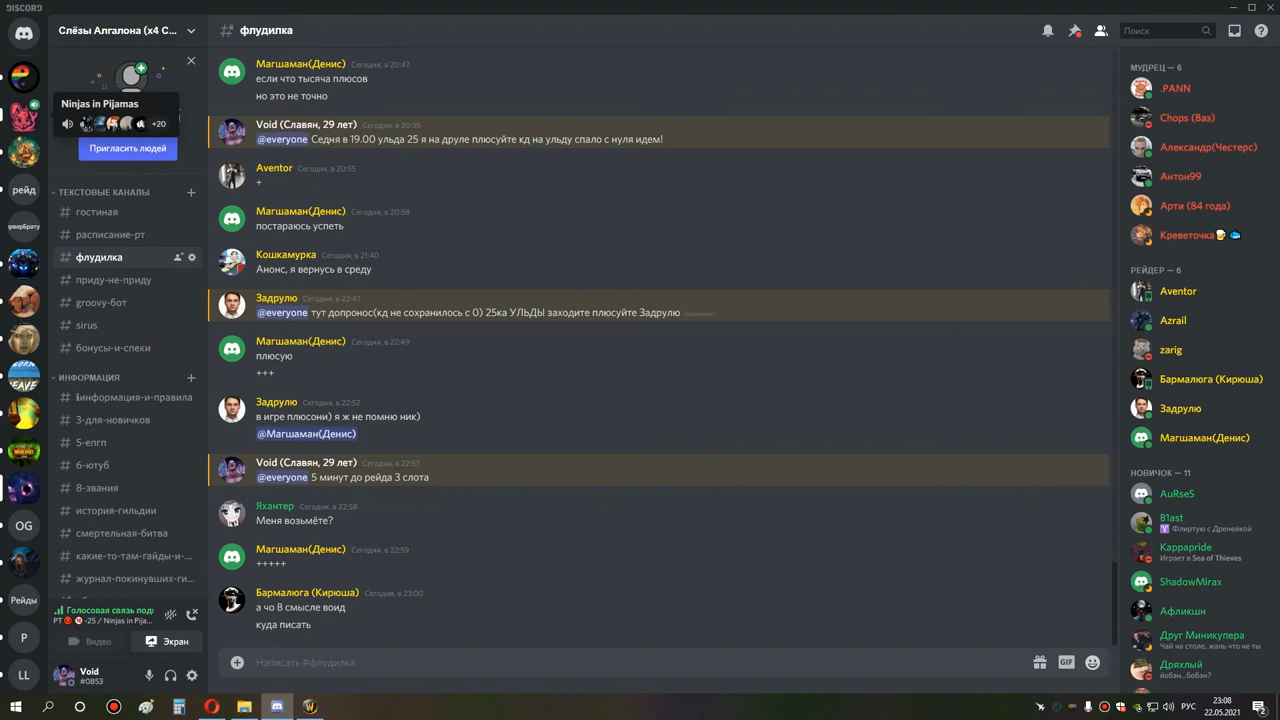 DISCORD
Слёзы Алгалона (x4 С...
флудилка
Поиск
Ninjas in Pijamas
+20
Пригласить людей
рейд
ерверБрату
OG
Рейды
P
LL
ТЕКСТОВЫЕ КАНАЛЫ
гостиная
расписание-рт
флудилка
приду-не-приду
groovy-бот
sirus
бонусы-и-спеки
ИНФОРМАЦИЯ
информация-и-правила
3-для-новичков
5-епгп
6-ютуб
8-звания
история-гильдии
смертельная-битва
какие-то-там-гайды-и-...
журнал-покинувших-ги...
Голосовая связь подк
РТ -25 / Ninjas in Pija...
Видео
Экран
Void
#0853
Магшаман(Денис) Сегодня, в 20:47
если что тысяча плюсов
но это не точно
Void (Славян, 29 лет) Сегодня, в 20:55
@everyone Седня в 19.00 ульда 25 я на друле плюсуйте кд на ульду спало с нуля идем!
Aventor Сегодня, в 20:55
+
Магшаман(Денис) Сегодня, в 20:58
постараюсь успеть
Кошкамурка Сегодня, в 21:40
Анонс, я вернусь в среду
Задрулю Сегодня, в 22:47
@everyone тут допронос(кд не сохранилось с 0) 25ка УЛЬДЫ заходите плюсуйте Задрулю (изменено)
Магшаман(Денис) Сегодня, в 22:49
плюсую
+++
Задрулю Сегодня, в 22:52
в игре плюсони) я ж не помню ник)
@Магшаман(Денис)
Void (Славян, 29 лет) Сегодня, в 22:57
@everyone 5 минут до рейда 3 слота
Яхантер Сегодня, в 22:58
Меня возьмёте?
Магшаман(Денис) Сегодня, в 22:59
+++++
Бармалюга (Кирюша) Сегодня, в 23:00
а чо В смысле воид
куда писать
Написать #флудилка
GIF
МУДРЕЦ — 6
.PANN
Chops (Ваз)
Александр(Честерс)
Антон99
Арти (84 года)
Креветочка
РЕЙДЕР — 6
Aventor
Azrail
zarig
Бармалюга (Кирюша)
Задрулю
Магшаман(Денис)
НОВИЧОК — 11
AuRseS
B1ast
Флиртую с Дренейкой
Kappapride
Играет в Sea of Thieves
ShadowMirax
Афликшн
Друг Миникупера
Чай на столе, жаль что не ты
Дряхлый
йобэн...бобэн?
РУС
23:08
22.05.2021